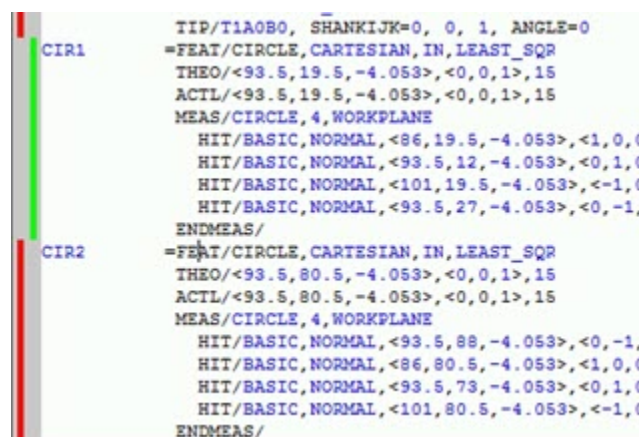 TIP/T1A0B0, SHANKIJK=0, 0, 1, ANGLE=0
CIR1 =FEAT/CIRCLE,CARTESIAN,IN,LEAST_SQR
THEO/<93.5,19.5,-4.053>,<0,0,1>,15
ACTL/<93.5,19.5,-4.053>,<0,0,1>,15
MEAS/CIRCLE,4,WORKPLANE
HIT/BASIC,NORMAL,<86,19.5,-4.053>,<1,0,0
HIT/BASIC,NORMAL,<93.5,12,-4.053>,<0,1,0
HIT/BASIC,NORMAL,<101,19.5,-4.053>,<-1,0
HIT/BASIC,NORMAL,<93.5,27,-4.053>,<0,-1,
ENDMEAS/
CIR2 =FEAT/CIRCLE,CARTESIAN,IN,LEAST_SQR
THEO/<93.5,80.5,-4.053>,<0,0,1>,15
ACTL/<93.5,80.5,-4.053>,<0,0,1>,15
MEAS/CIRCLE,4,WORKPLANE
HIT/BASIC,NORMAL,<93.5,88,-4.053>,<0,-1,
HIT/BASIC,NORMAL,<86,80.5,-4.053>,<1,0,0
HIT/BASIC,NORMAL,<93.5,73,-4.053>,<0,1,0
HIT/BASIC,NORMAL,<101,80.5,-4.053>,<-1,0
ENDMEAS/